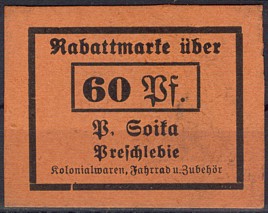 Rabattmarke über
60 Pf.
P. Soika
Preschlebie
Kolonialwaren, Fahrrad u. Zubehör